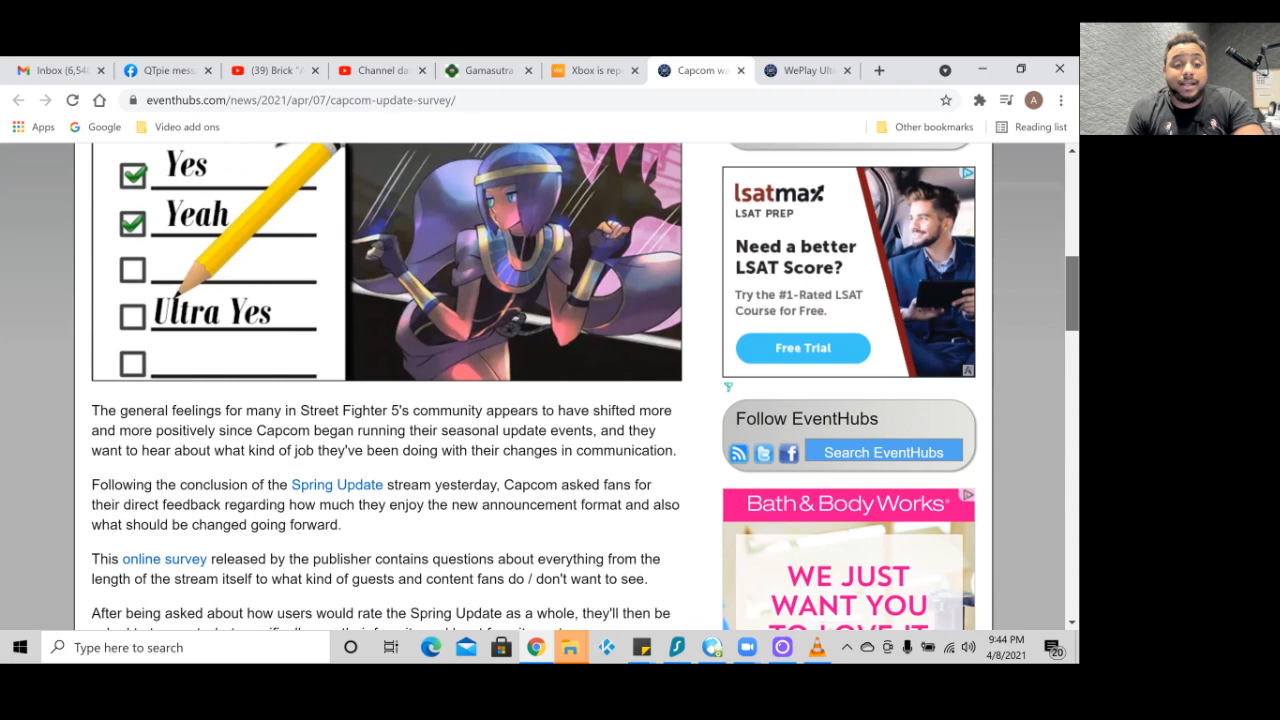 Inbox (6,54
QTpie mess
(39) Brick "A
Channel da
Gamasutra
Xbox is rep
Capcom wa
WePlay Ult
eventhubs.com/news/2021/apr/07/capcom-update-survey/
A
Apps
Google
Video add ons
Other bookmarks
Reading list
Yes
Yeah
Ultra Yes
lsatmax
LSAT PREP
Need a better
LSAT Score?
Try the #1-Rated LSAT
Course for Free.
Free Trial
The general feelings for many in Street Fighter 5's community appears to have shifted more
and more positively since Capcom began running their seasonal update events, and they
want to hear about what kind of job they've been doing with their changes in communication.
Following the conclusion of the Spring Update stream yesterday, Capcom asked fans for
their direct feedback regarding how much they enjoy the new announcement format and also
what should be changed going forward.
This online survey released by the publisher contains questions about everything from the
length of the stream itself to what kind of guests and content fans do / don't want to see.
After being asked about how users would rate the Spring Update as a whole, they'll then be
Follow EventHubs
Search EventHubs
Bath & Body Works®
WE JUST
WANT YOU
TO LOVE IT
Type here to search
9:44 PM
4/8/2021
20